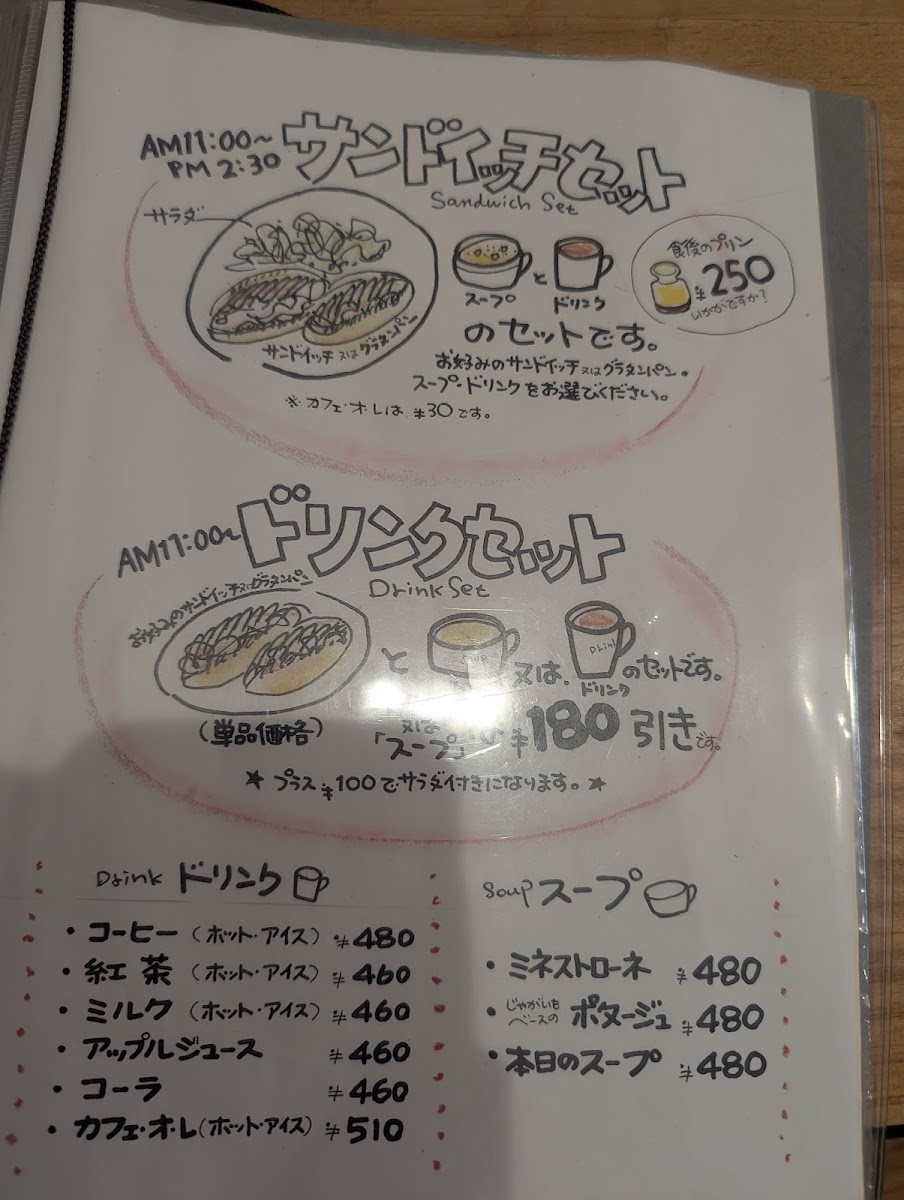 AM11:00~
PM 2:30
サンドイッチセット
Sandwich Set
サラダ
サンドイッチ又はグラタンパン
スープ
と
ドリンク
食後のプリン
¥250
いかがですか?
のセットです。
お好みのサンドイッチ又はグラタンパン。
スープ・ドリンクをお選びください。
※カフェ・オ・レは ¥30です。
AM11:00~
ドリンクセット
Drink Set
お好みのサンドイッチ又はグラタンパン
と
又は、
Drink
ドリンク
のセットです。
(単品価格)
又は
「スープ」
¥180引きです。
★ プラス ¥100でサラダ付きになります。★
Drink ドリンク
・コーヒー(ホット・アイス) ¥480
・紅茶(ホット・アイス) ¥460
・ミルク(ホット・アイス) ¥460
・アップルジュース ¥460
・コーラ ¥460
・カフェ・オ・レ(ホット・アイス) ¥510
Soup スープ
・ミネストローネ ¥480
・じゃがいもベースの ポタージュ ¥480
・本日のスープ ¥480